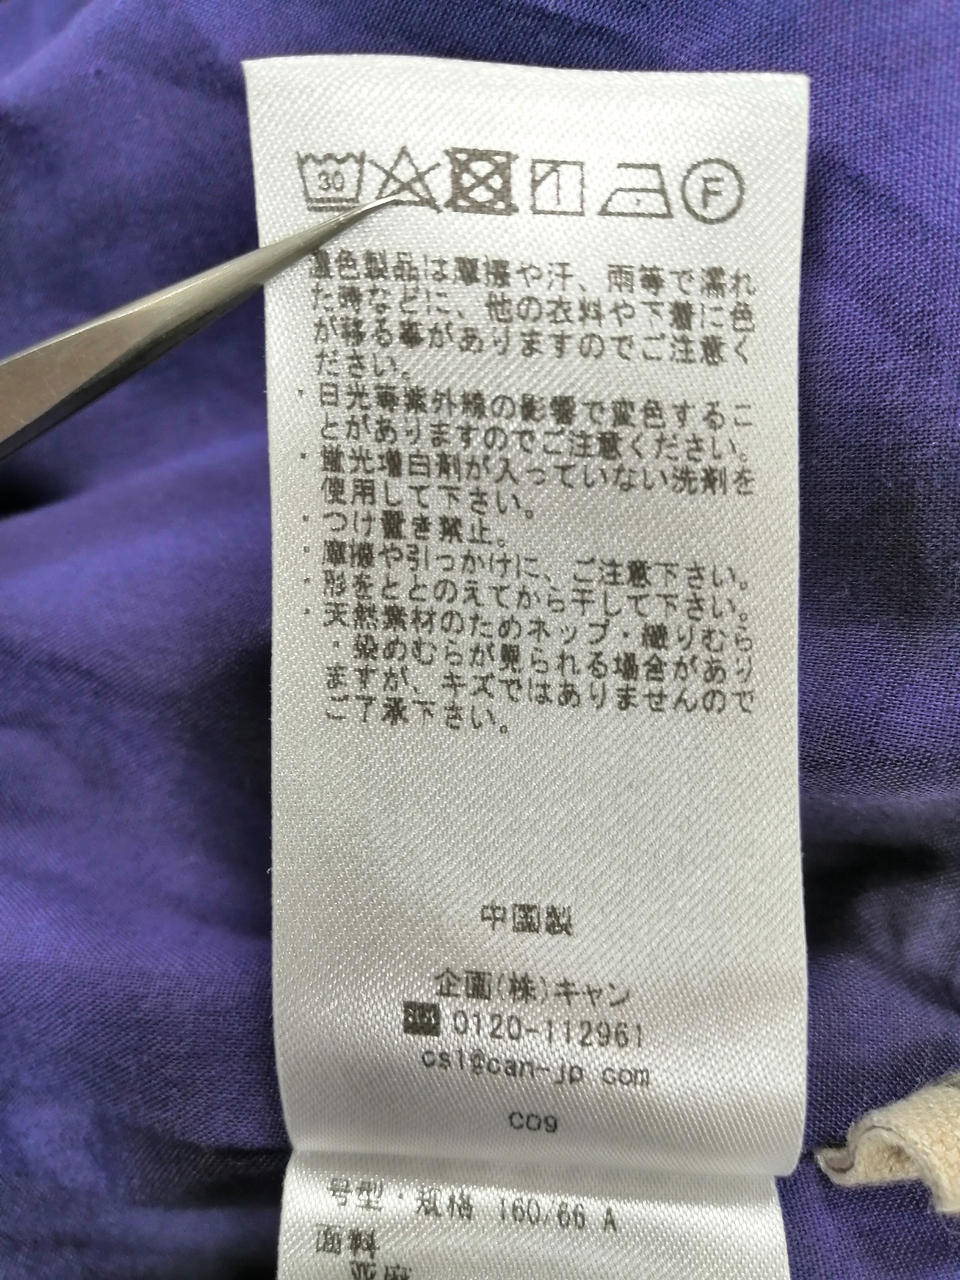 30
F
濃色製品は摩擦や汗、雨等で濡れ
た時などに、他の衣料や下着に色
が移る事がありますのでご注意く
ださい。
・日光等紫外線の影響で変色するこ
とがありますのでご注意ください。
・蛍光増白剤が入っていない洗剤を
使用して下さい。
・つけ置き禁止。
・摩擦や引っかけに、ご注意下さい。
・形をととのえてから干して下さい。
・天然素材のためネップ・織りむら
・染めむらが見られる場合があり
ますが、キズではありませんので
ご了承下さい。
中国製
企画(株)キャン
0120-112961
cs1@can-jp.com
C09
号型・规格 160/66 A
面料
亚麻